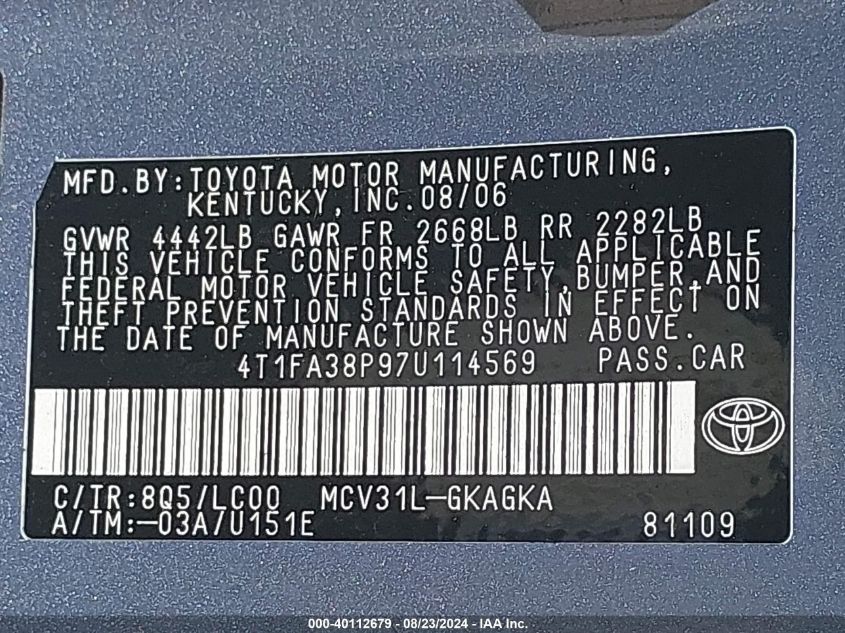 MFD.BY:TOYOTA MOTOR MANUFACTURING,
KENTUCKY,INC.08/06
GVWR 4442LB GAWR FR 2668LB RR 2282LB
THIS VEHICLE CONFORMS TO ALL APPLICABLE
FEDERAL MOTOR VEHICLE SAFETY,BUMPER,AND
THEFT PREVENTION STANDARDS IN EFFECT ON
THE DATE OF MANUFACTURE SHOWN ABOVE.
4T1FA38P97U114569 PASS.CAR
C/TR:8Q5/LC00 MCV31L-GKAGKA
A/TM:-03A/U151E 81109
000-40112679 - 08/23/2024 - IAA Inc.